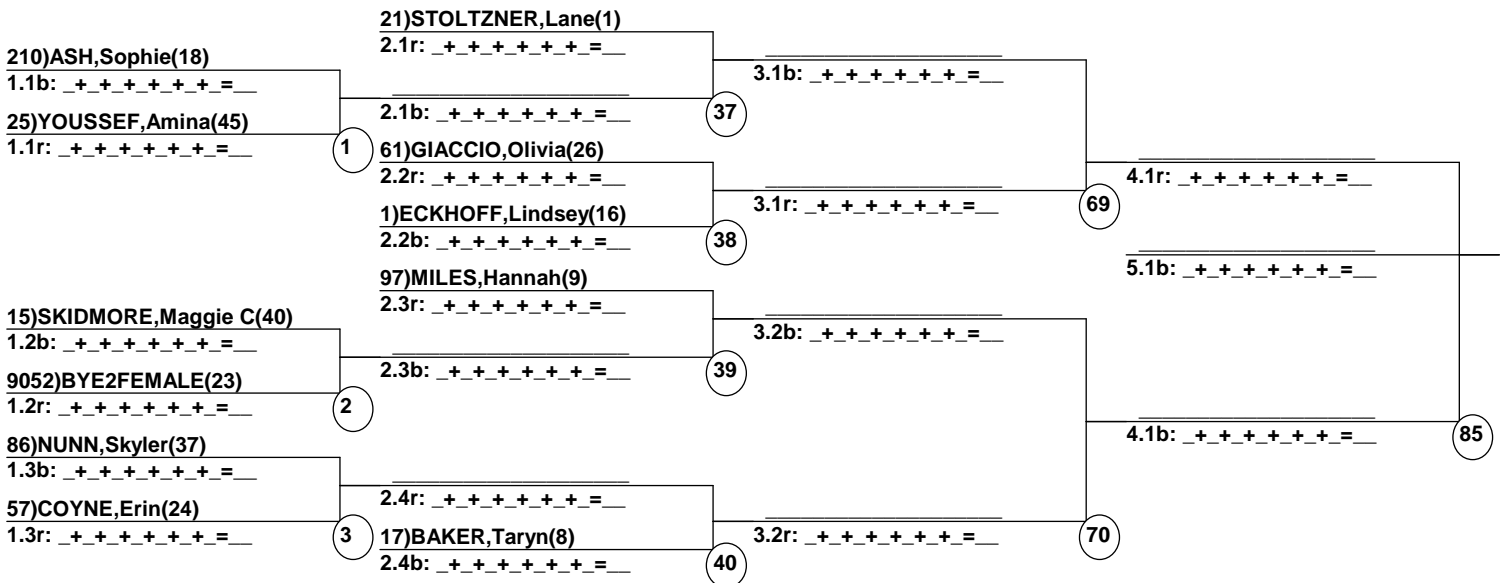 21)STOLTZNER,Lane(1)
2.1r: _+_+_+_+_+_=__
210)ASH,Sophie(18)
1.1b: _+_+_+_+_+_=__
3.1b: _+_+_+_+_+_=__
2.1b: _+_+_+_+_+_=__
37
25)YOUSSEF,Amina(45)
1.1r: _+_+_+_+_+_=__
1
61)GIACCIO,Olivia(26)
2.2r: _+_+_+_+_+_=__
4.1r: _+_+_+_+_+_=__
3.1r: _+_+_+_+_+_=__
69
1)ECKHOFF,Lindsey(16)
2.2b: _+_+_+_+_+_=__
38
5.1b: _+_+_+_+_+_=__
97)MILES,Hannah(9)
2.3r: _+_+_+_+_+_=__
15)SKIDMORE,Maggie C(40)
1.2b: _+_+_+_+_+_=__
3.2b: _+_+_+_+_+_=__
2.3b: _+_+_+_+_+_=__
39
9052)BYE2FEMALE(23)
1.2r: _+_+_+_+_+_=__
2
4.1b: _+_+_+_+_+_=__
85
86)NUNN,Skyler(37)
1.3b: _+_+_+_+_+_=__
2.4r: _+_+_+_+_+_=__
57)COYNE,Erin(24)
1.3r: _+_+_+_+_+_=__
3
17)BAKER,Taryn(8)
2.4b: _+_+_+_+_+_=__
40
3.2r: _+_+_+_+_+_=__
70